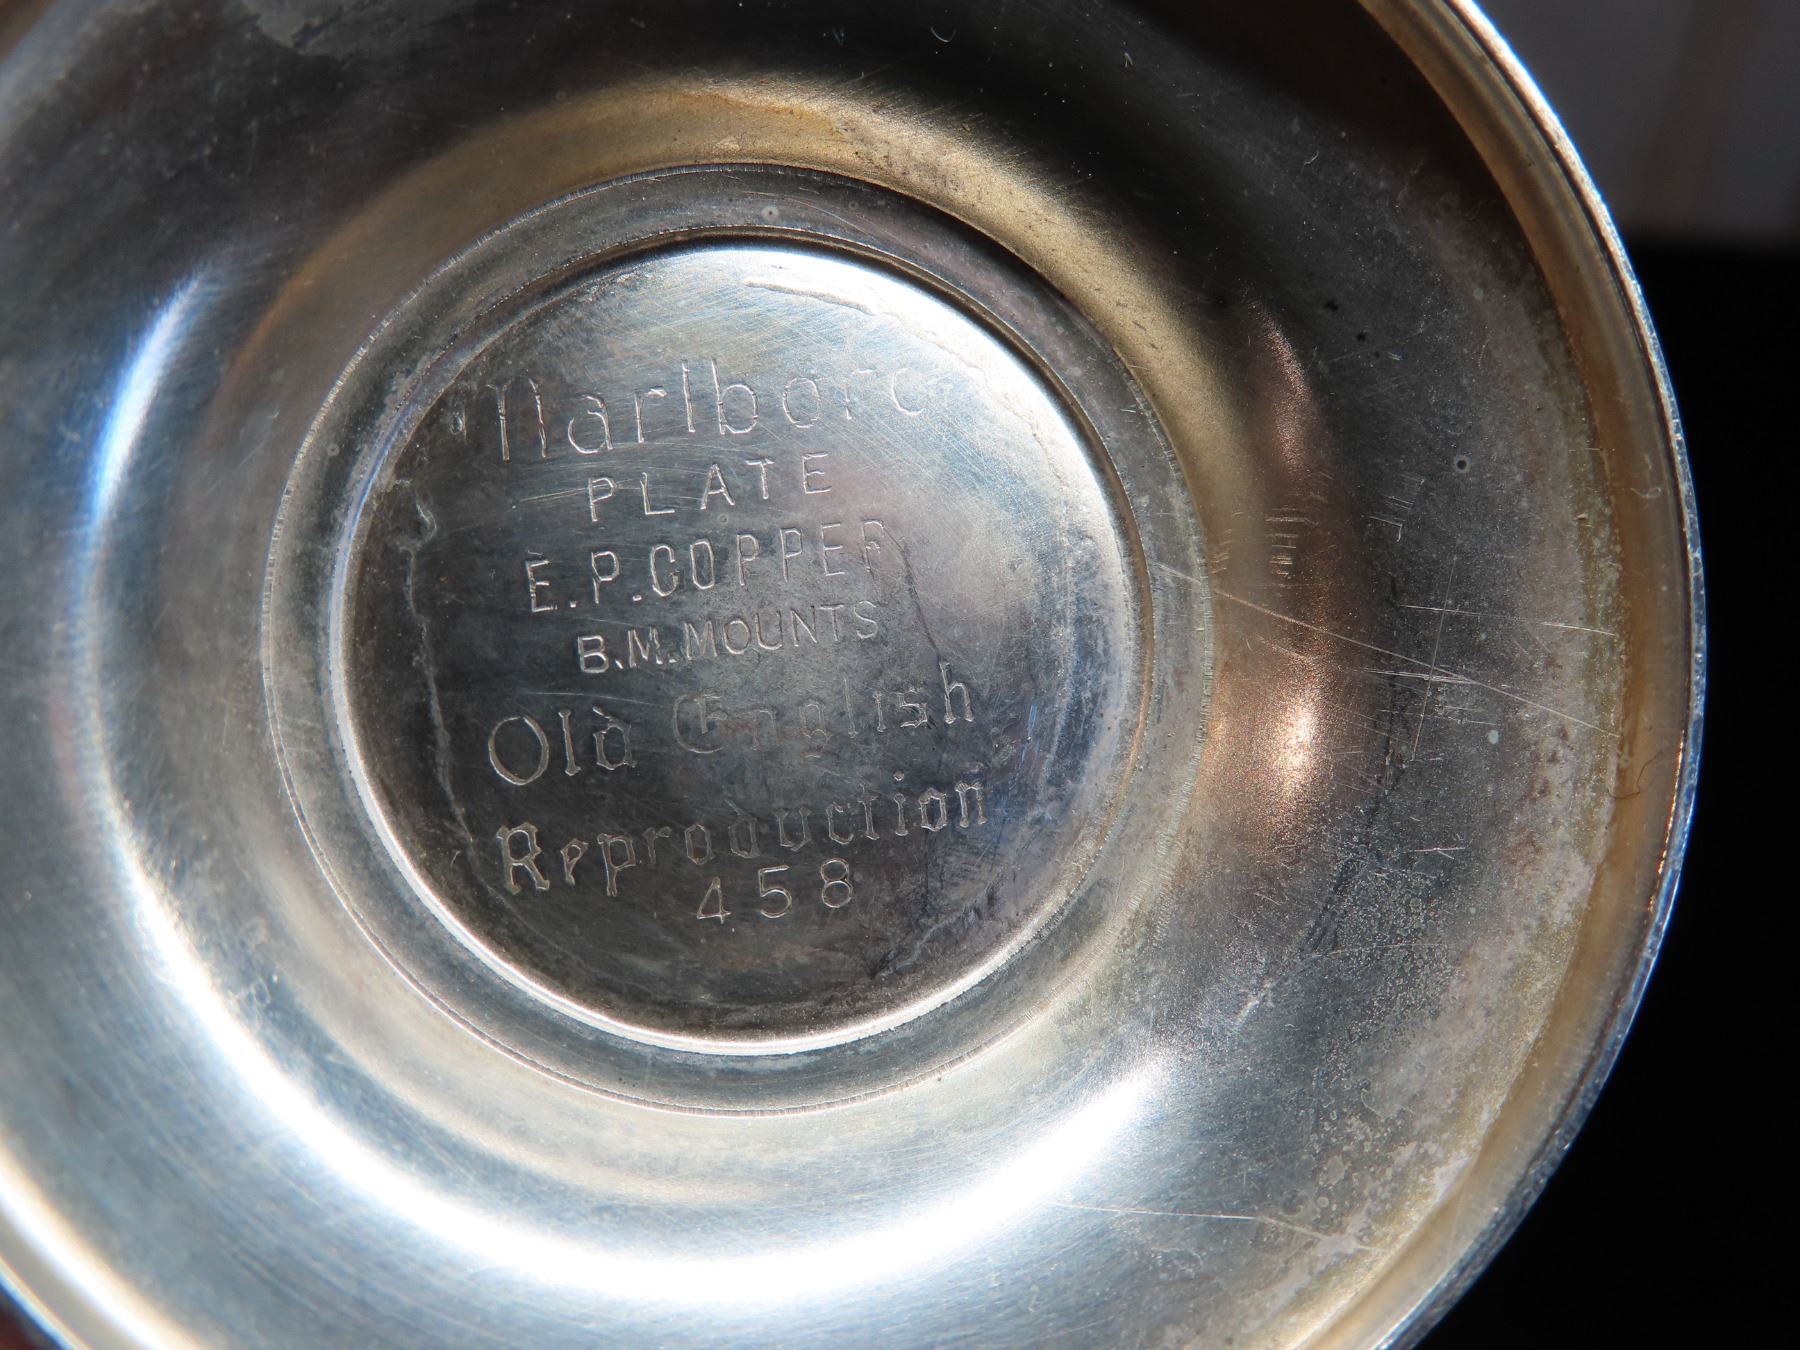 Marlboro
PLATE
E.P.COPPER
B.M.MOUNTS
Old English
Reproduction
458